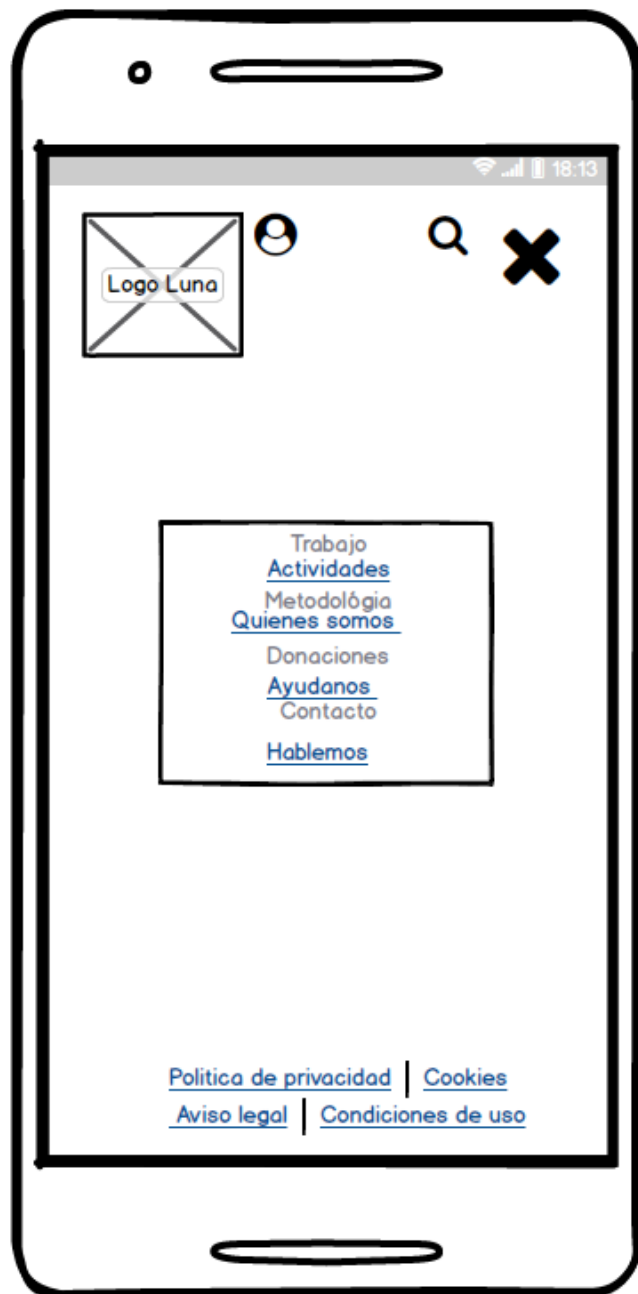 18:13
Logo Luna
Trabajo
Actividades
Metodológia
Quienes somos
Donaciones
Ayudanos
Contacto
Hablemos
Politica de privacidad | Cookies
Aviso legal | Condiciones de uso